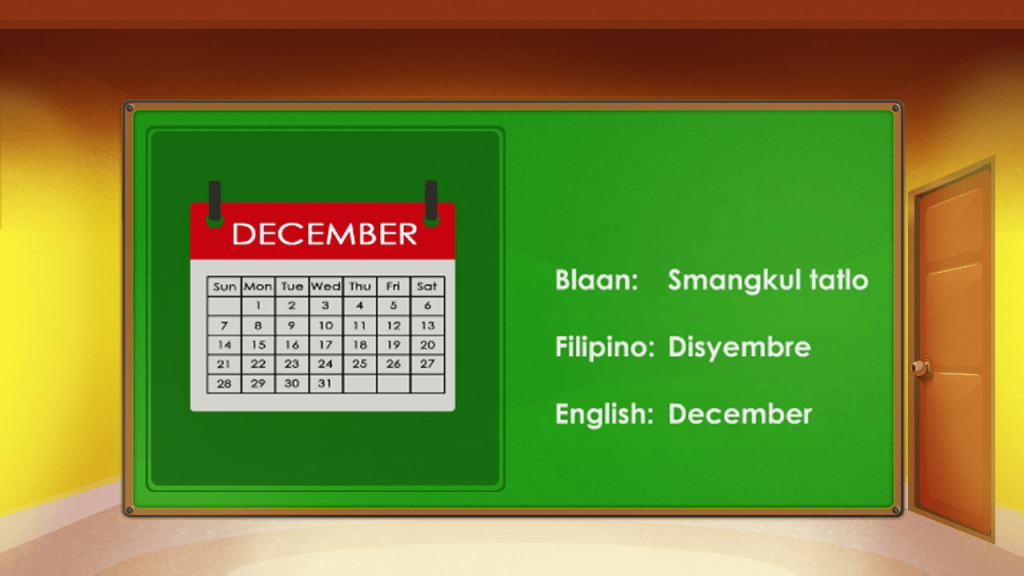 DECEMBER
Sun Mon Tue Wed Thu Fri Sat
1 2 3 4 5 6
7 8 9 10 11 12 13
14 15 16 17 18 19 20
21 22 23 24 25 26 27
28 29 30 31
Blaan: Smangkul tatlo
Filipino: Disyembre
English: December